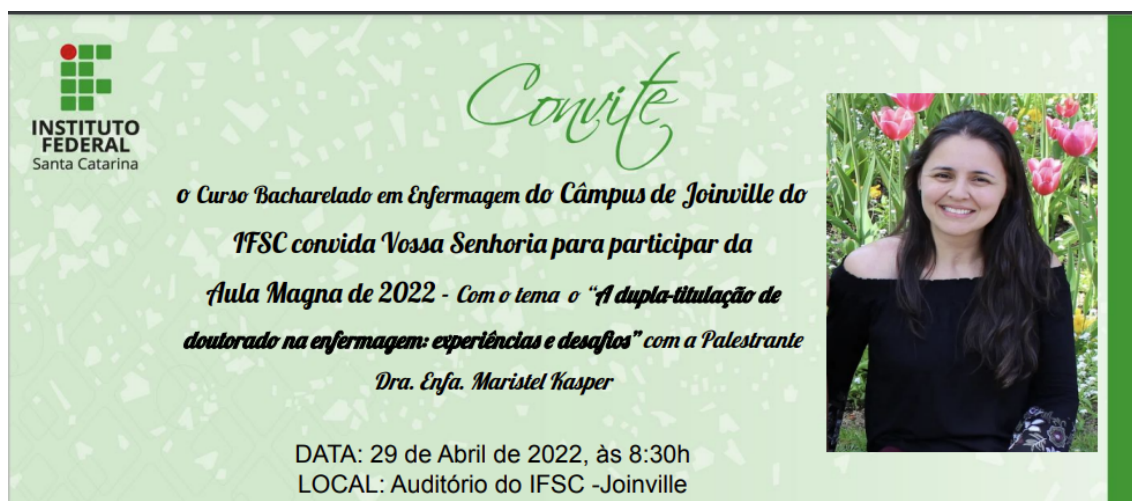 INSTITUTO
FEDERAL
Santa Catarina
Convite
o Curso Bacharelado em Enfermagem do Câmpus de Joinville do
IFSC convida Vossa Senhoria para participar da
Aula Magna de 2022 - Com o tema o “A dupla-titulação de
doutorado na enfermagem: experiências e desafios” com a Palestrante
Dra. Enfa. Maristel Kasper
DATA: 29 de Abril de 2022, às 8:30h
LOCAL: Auditório do IFSC -Joinville